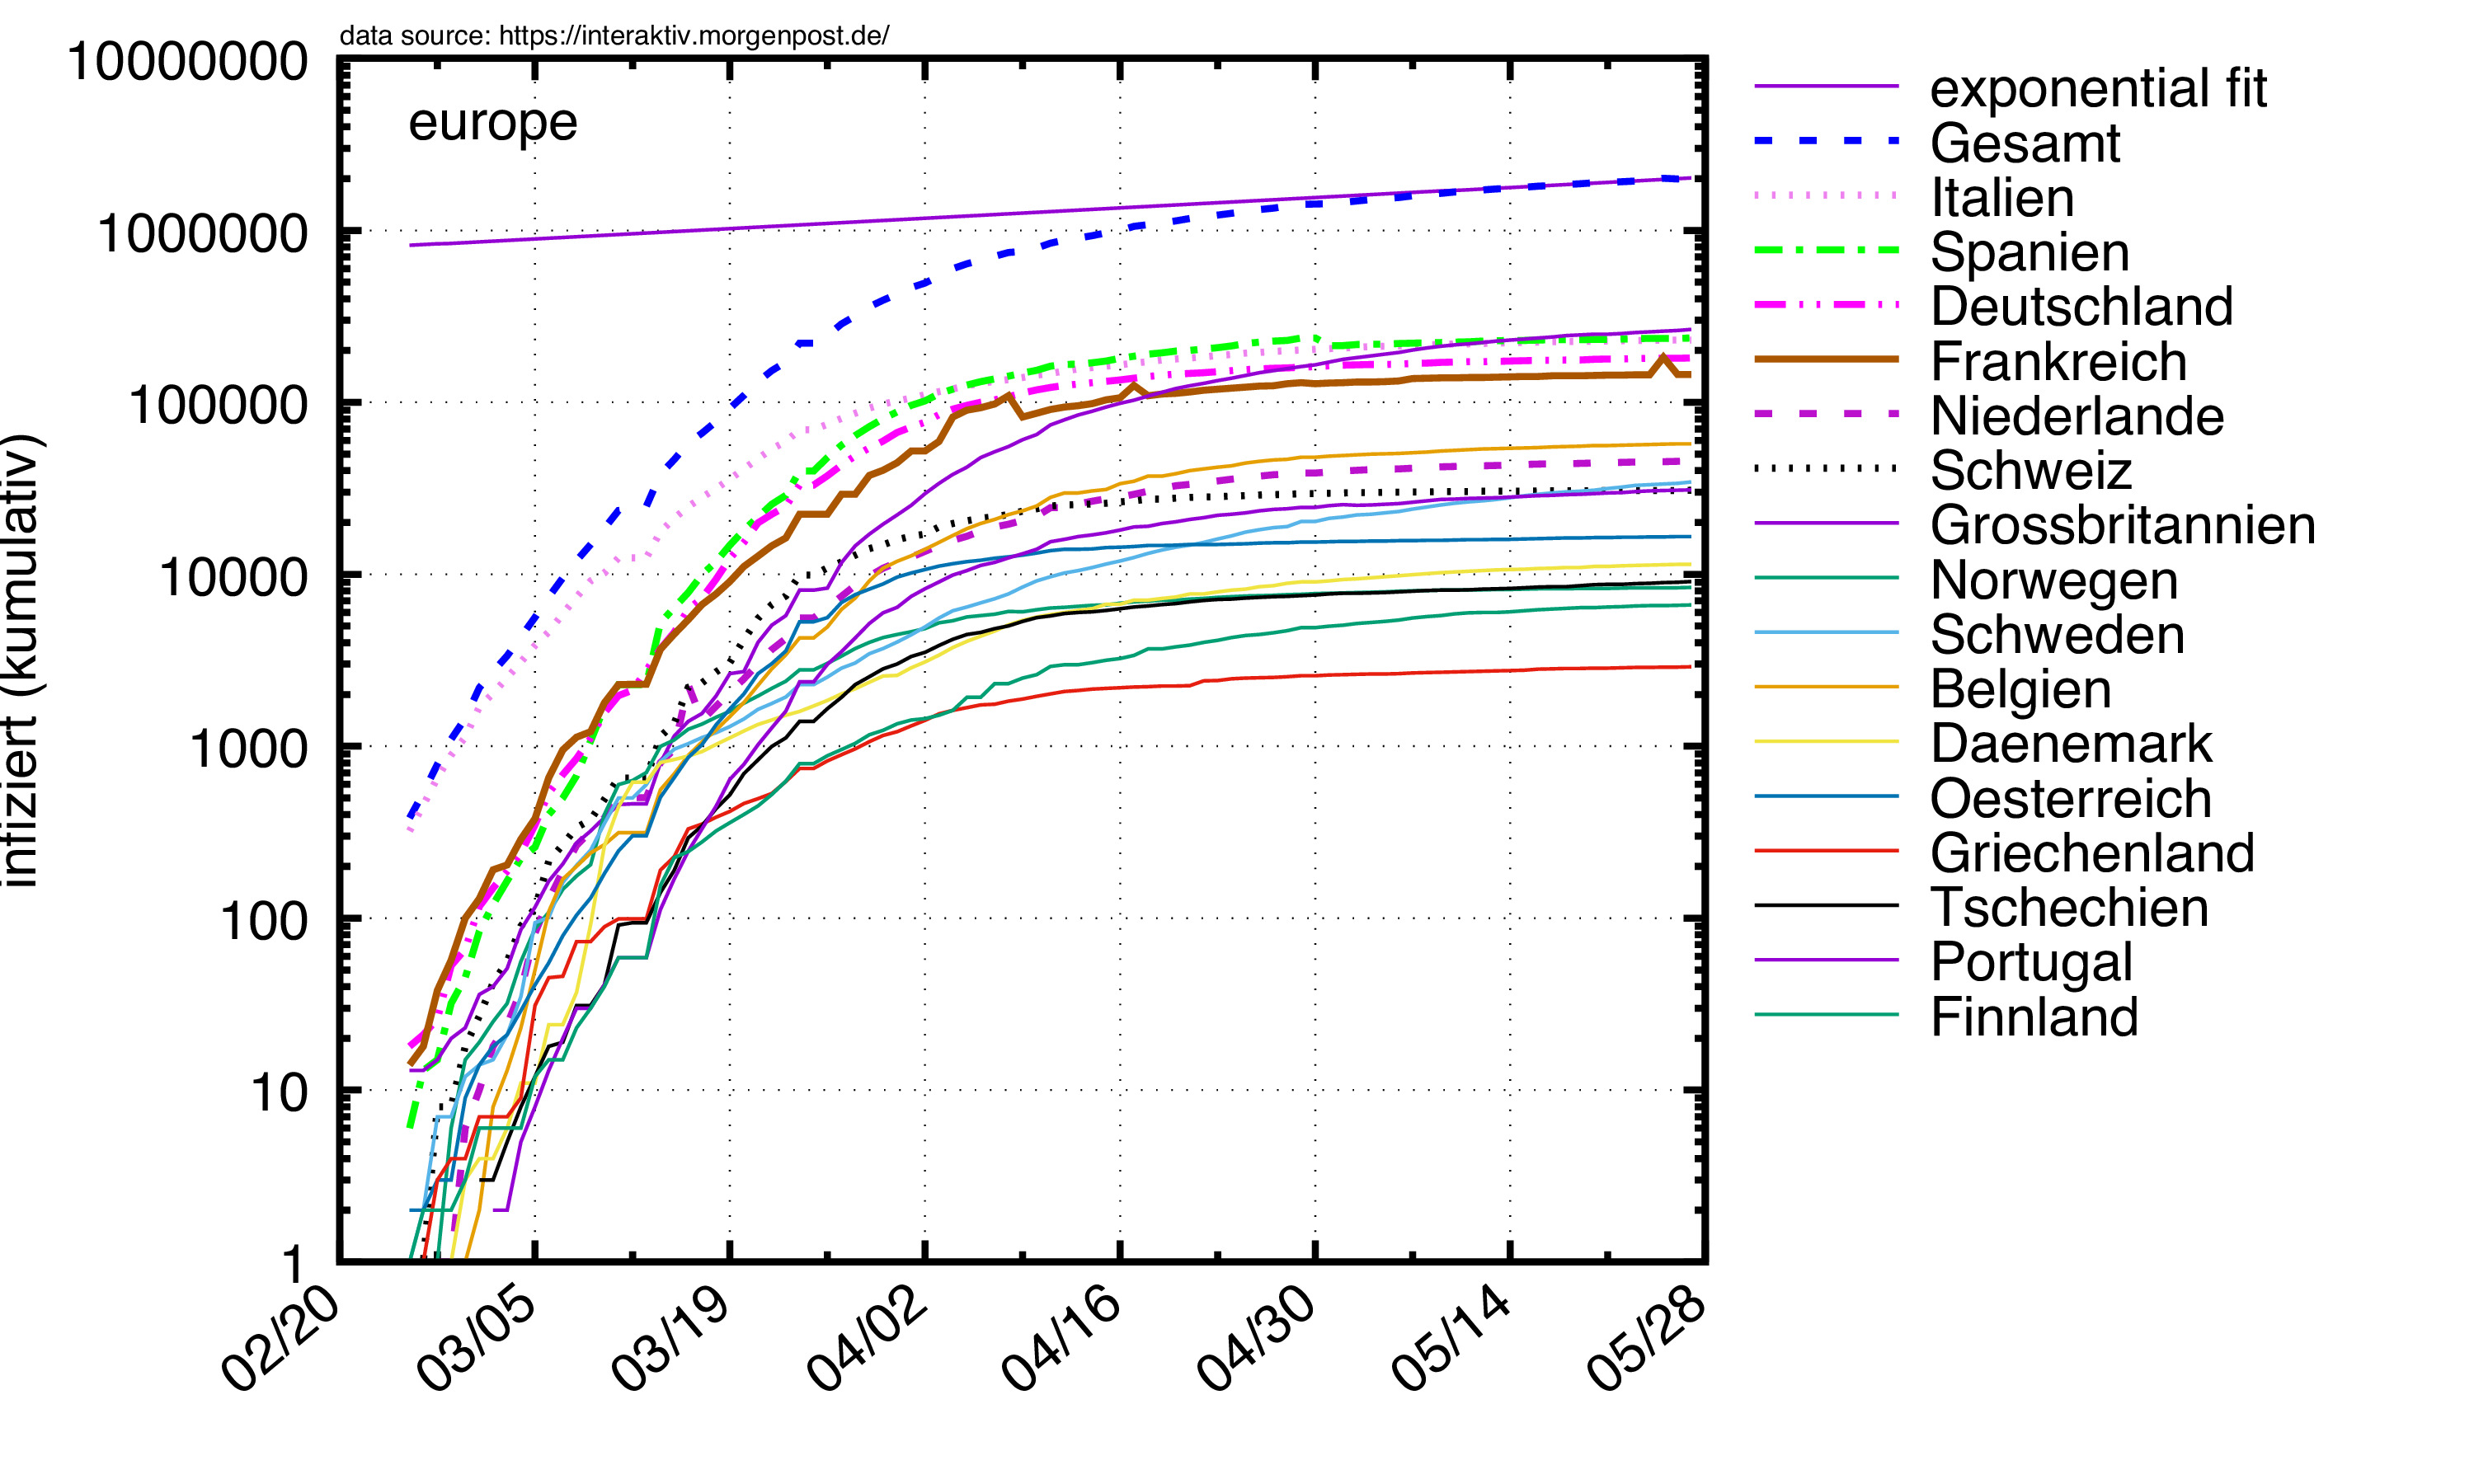 data source: https://interaktiv.morgenpost.de/
europe
infiziert (kumulativ)
10000000
1000000
100000
10000
1000
100
10
1
02/20
03/05
03/19
04/02
04/16
04/30
05/14
05/28
exponential fit
Gesamt
Italien
Spanien
Deutschland
Frankreich
Niederlande
Schweiz
Grossbritannien
Norwegen
Schweden
Belgien
Daenemark
Oesterreich
Griechenland
Tschechien
Portugal
Finnland